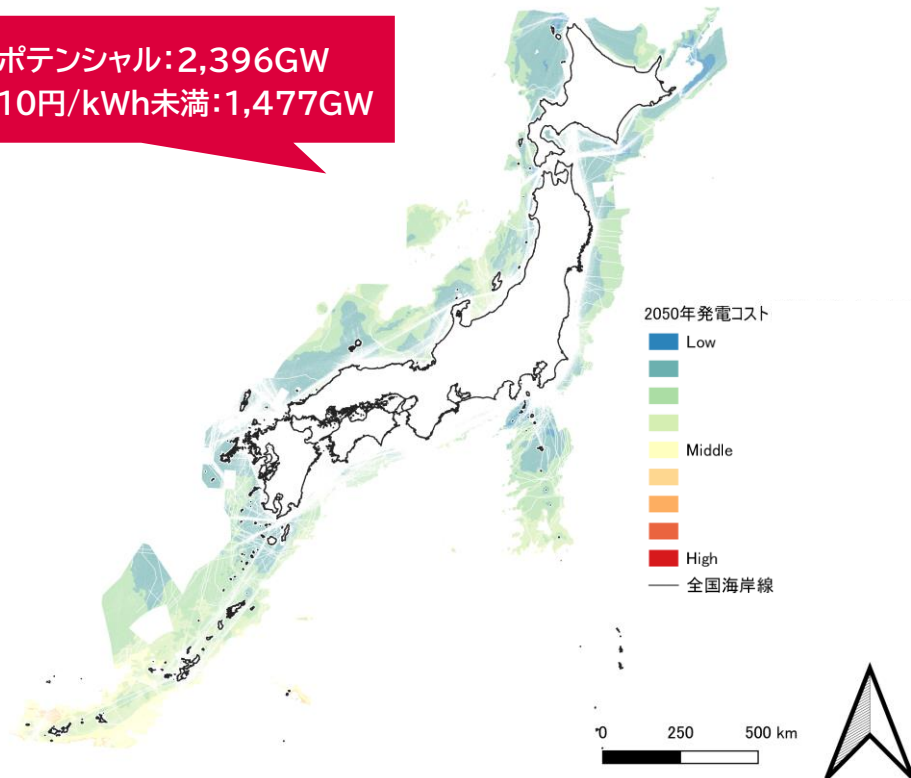 ポテンシャル:2,396GW
10円/kWh未満:1,477GW
2050年発電コスト
Low
Middle
High
全国海岸線
0 250 500 km